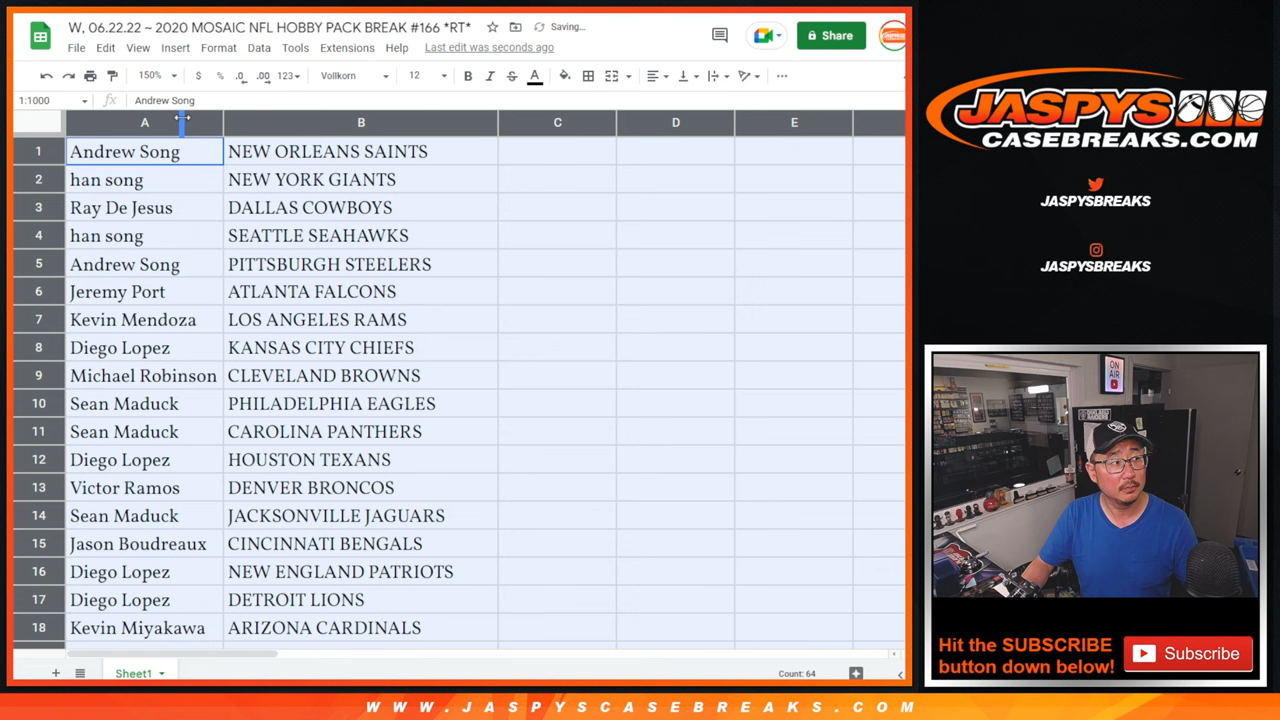 W, 06.22.22 ~ 2020 MOSAIC NFL HOBBY PACK BREAK #166 *RT*
Saving...
File Edit View Insert Format Data Tools Extensions Help Last edit was seconds ago
Share
150% $ % .0 .00 123 Vollkorn 12 B I S A
1:1000 fx Andrew Song
A B C D E
1 Andrew Song NEW ORLEANS SAINTS
2 han song NEW YORK GIANTS
3 Ray De Jesus DALLAS COWBOYS
4 han song SEATTLE SEAHAWKS
5 Andrew Song PITTSBURGH STEELERS
6 Jeremy Port ATLANTA FALCONS
7 Kevin Mendoza LOS ANGELES RAMS
8 Diego Lopez KANSAS CITY CHIEFS
9 Michael Robinson CLEVELAND BROWNS
10 Sean Maduck PHILADELPHIA EAGLES
11 Sean Maduck CAROLINA PANTHERS
12 Diego Lopez HOUSTON TEXANS
13 Victor Ramos DENVER BRONCOS
14 Sean Maduck JACKSONVILLE JAGUARS
15 Jason Boudreaux CINCINNATI BENGALS
16 Diego Lopez NEW ENGLAND PATRIOTS
17 Diego Lopez DETROIT LIONS
18 Kevin Miyakawa ARIZONA CARDINALS
Sheet1
Count: 64
JASPYS
CASEBREAKS.COM
JASPYSBREAKS
JASPYSBREAKS
ON AIR
Hit the SUBSCRIBE
button down below!
Subscribe
WWW.JASPYSCASEBREAKS.COM